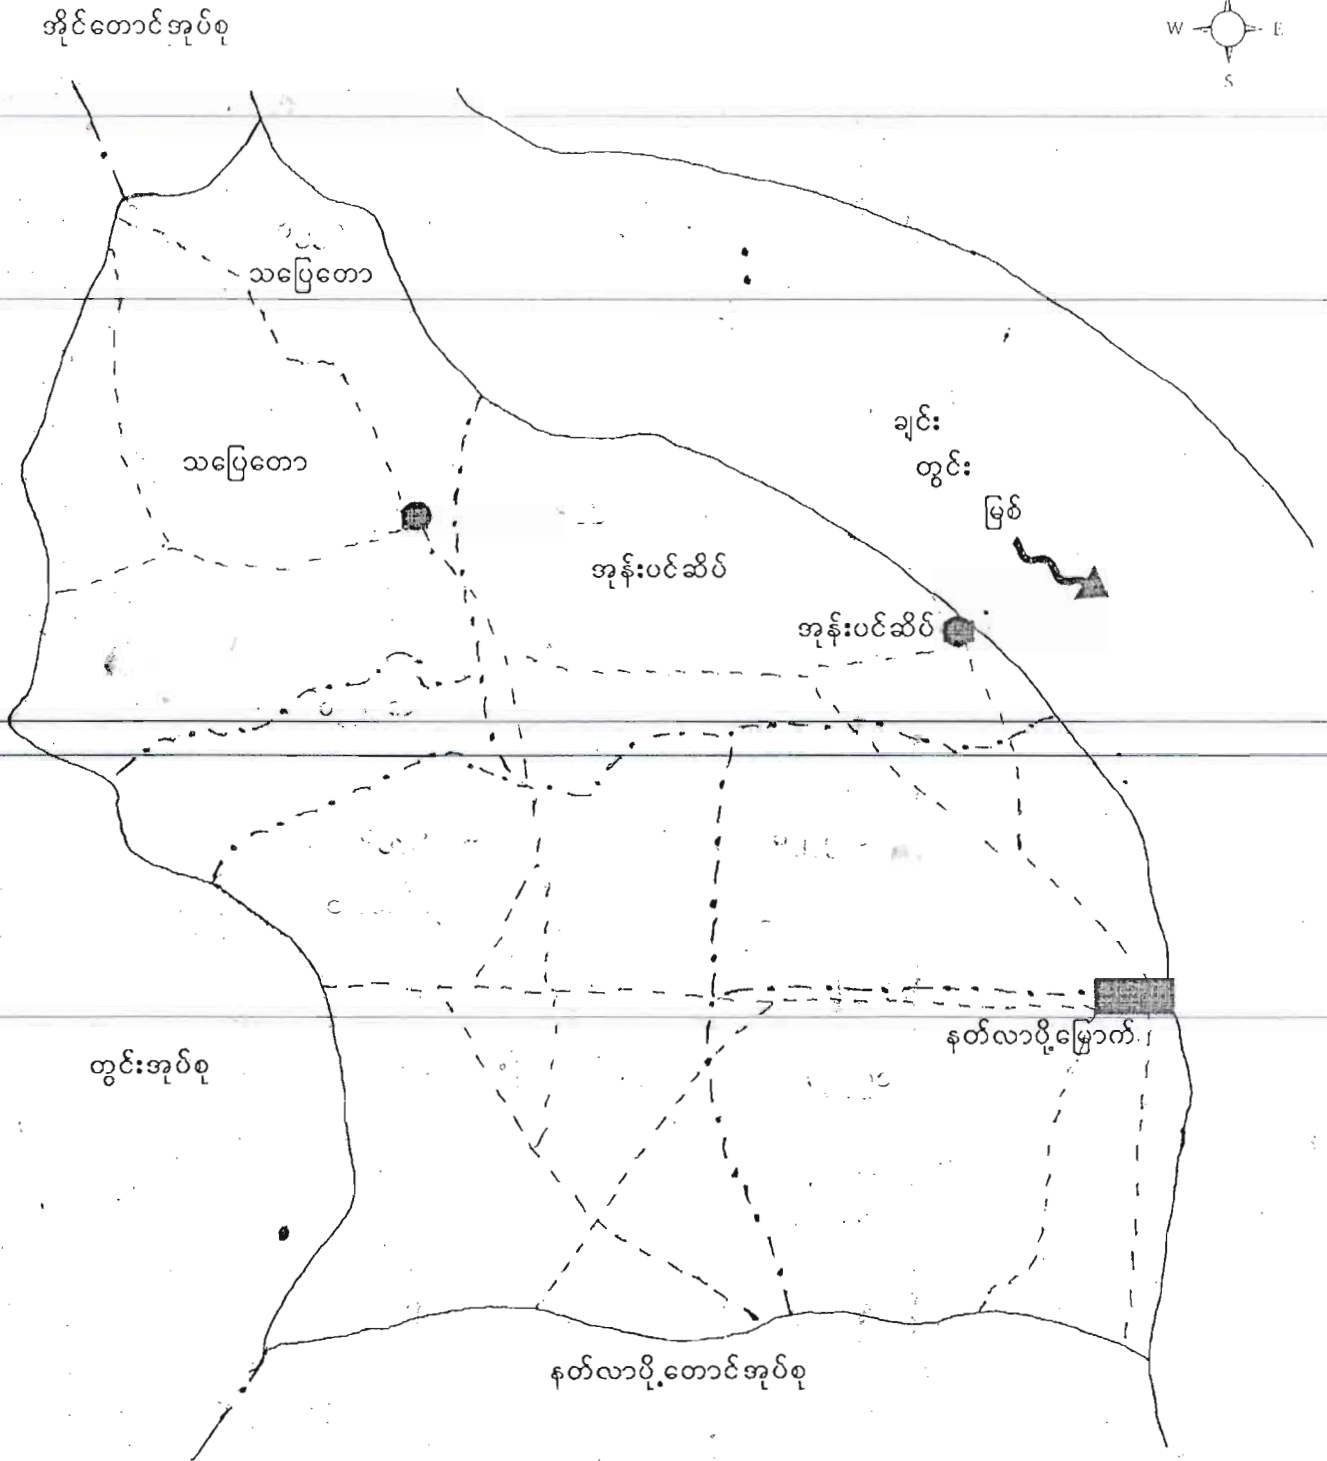 အိုင်တောင်အုပ်စု
W
E
S
သပြေတော
သပြေတော
ချင်း
တွင်း
မြစ်
အုန်းပင်ဆိပ်
အုန်းပင်ဆိပ်
နတ်လာပို့မြှောက်
တွင်းအုပ်စု
နတ်လာပို့တောင်အုပ်စု